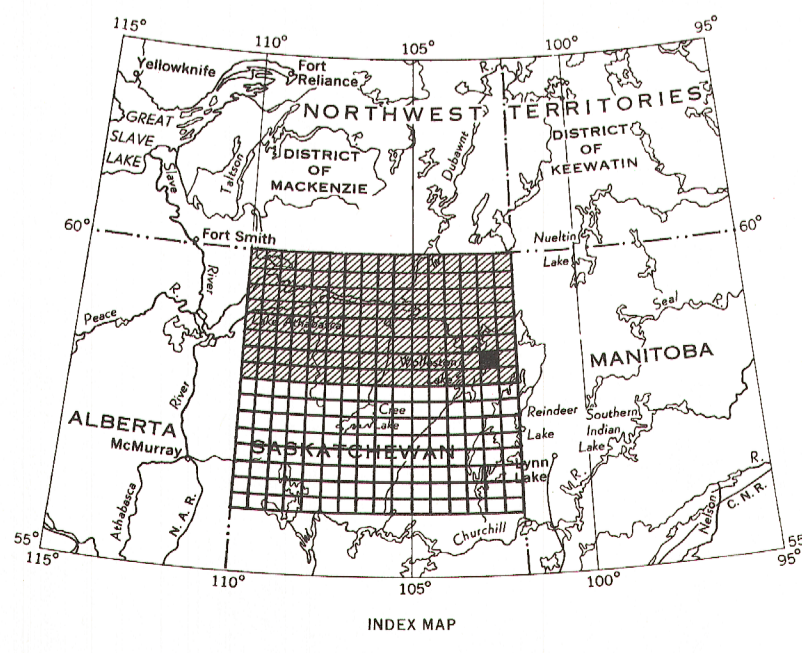 115°
110°
105°
100°
95°
Yellowknife
Fort
Reliance
R.
NORTHWEST TERRITORIES
GREAT
SLAVE
LAKE
Slave
Taltson
R.
DISTRICT
OF
MACKENZIE
Dubawnt
DISTRICT
OF
KEEWATIN
60°
Fort Smith
Nueltin
Lake
60°
River
Peace
R.
Lake Athabasca
Seal
R.
Wollaston
Lake
MANITOBA
River
Cree
Lake
Reindeer
Lake
Southern
Indian
Lake
ALBERTA
McMurray
SASKATCHEWAN
Lynn
Lake
Athabasca
N. A. R.
Churchill
R.
Nelson
R.
C.N.R.
55°
115°
110°
105°
100°
55
95°
INDEX MAP